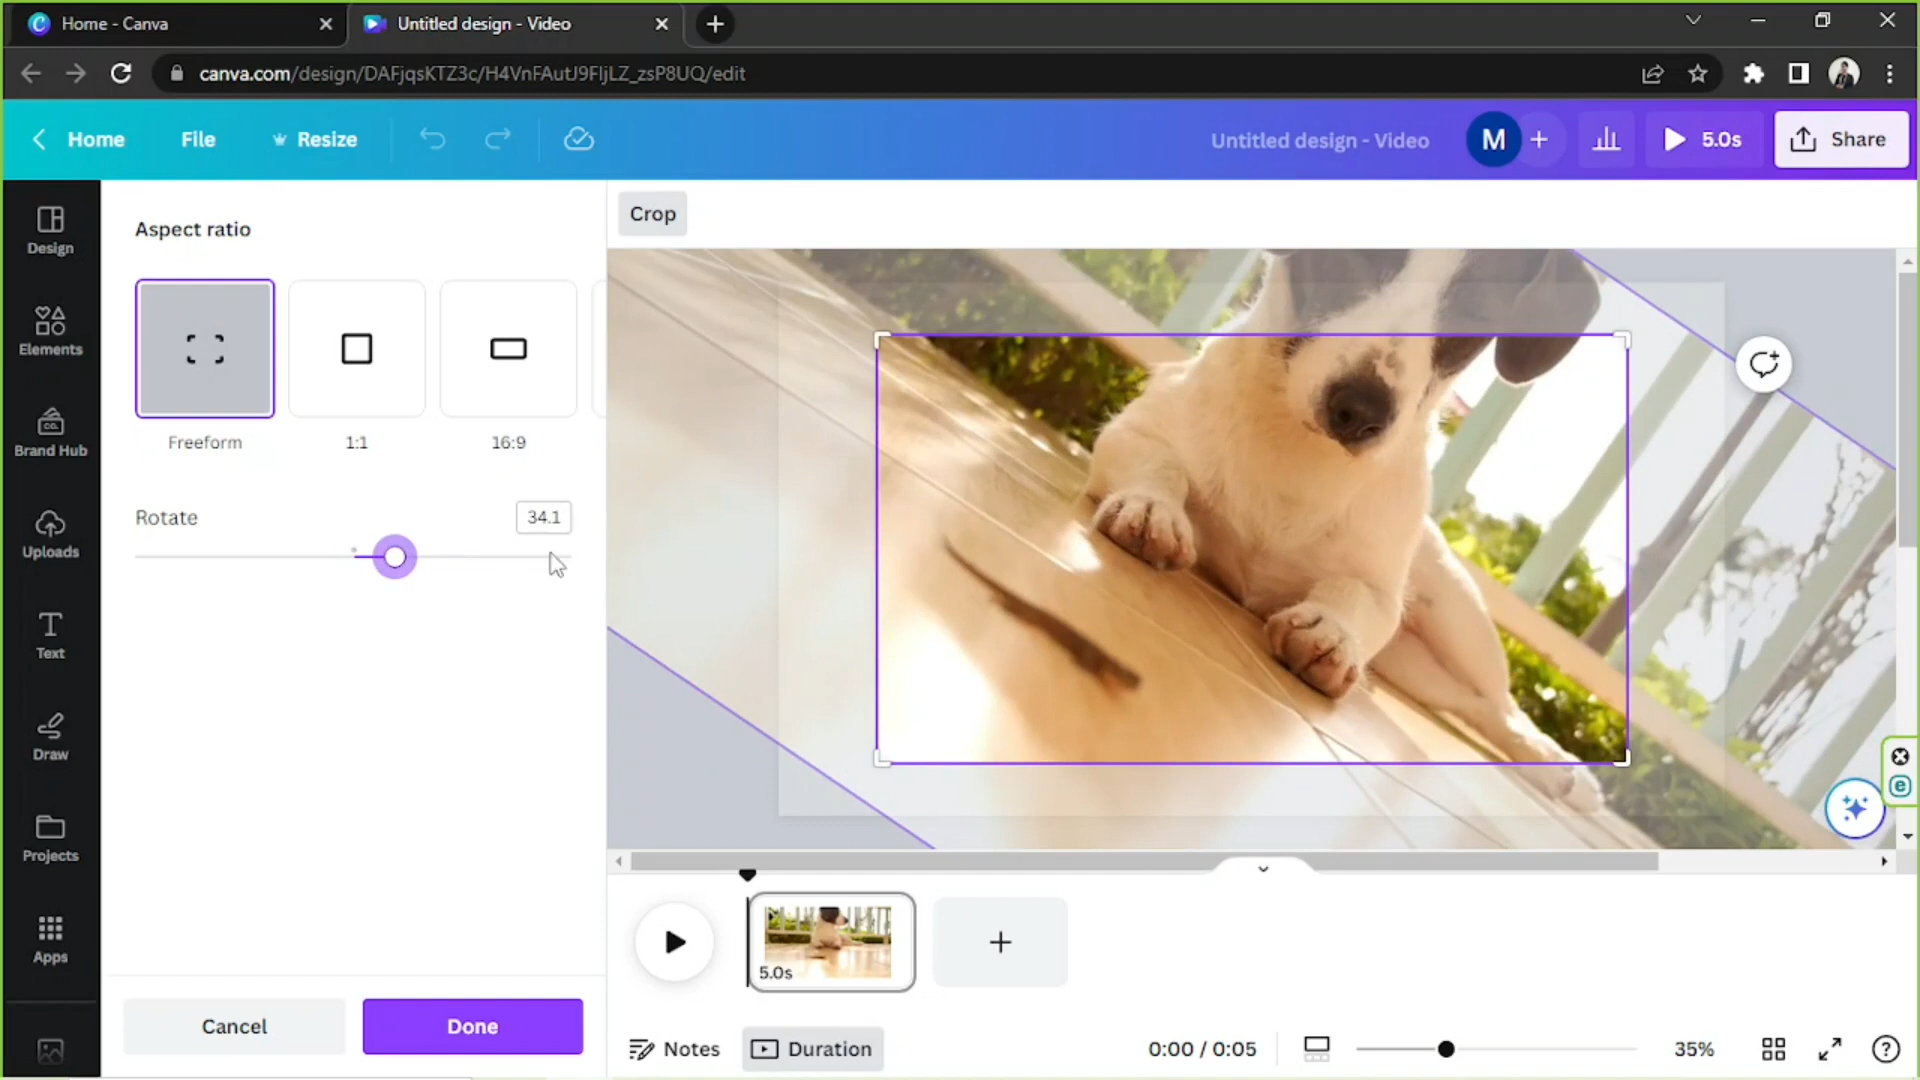 Home - Canva
Untitled design - Video
canva.com/design/DAFjqsKTZ3c/H4VnFAutJ9FIjLZ_zsP8UQ/edit
Home
File
Resize
Untitled design - Video
M
5.0s
Share
Design
Elements
CO.
Brand Hub
Uploads
Text
Draw
Projects
Apps
Aspect ratio
Freeform
1:1
16:9
Rotate
34.1
Cancel
Done
Crop
5.0s
Notes
Duration
0:00 / 0:05
35%